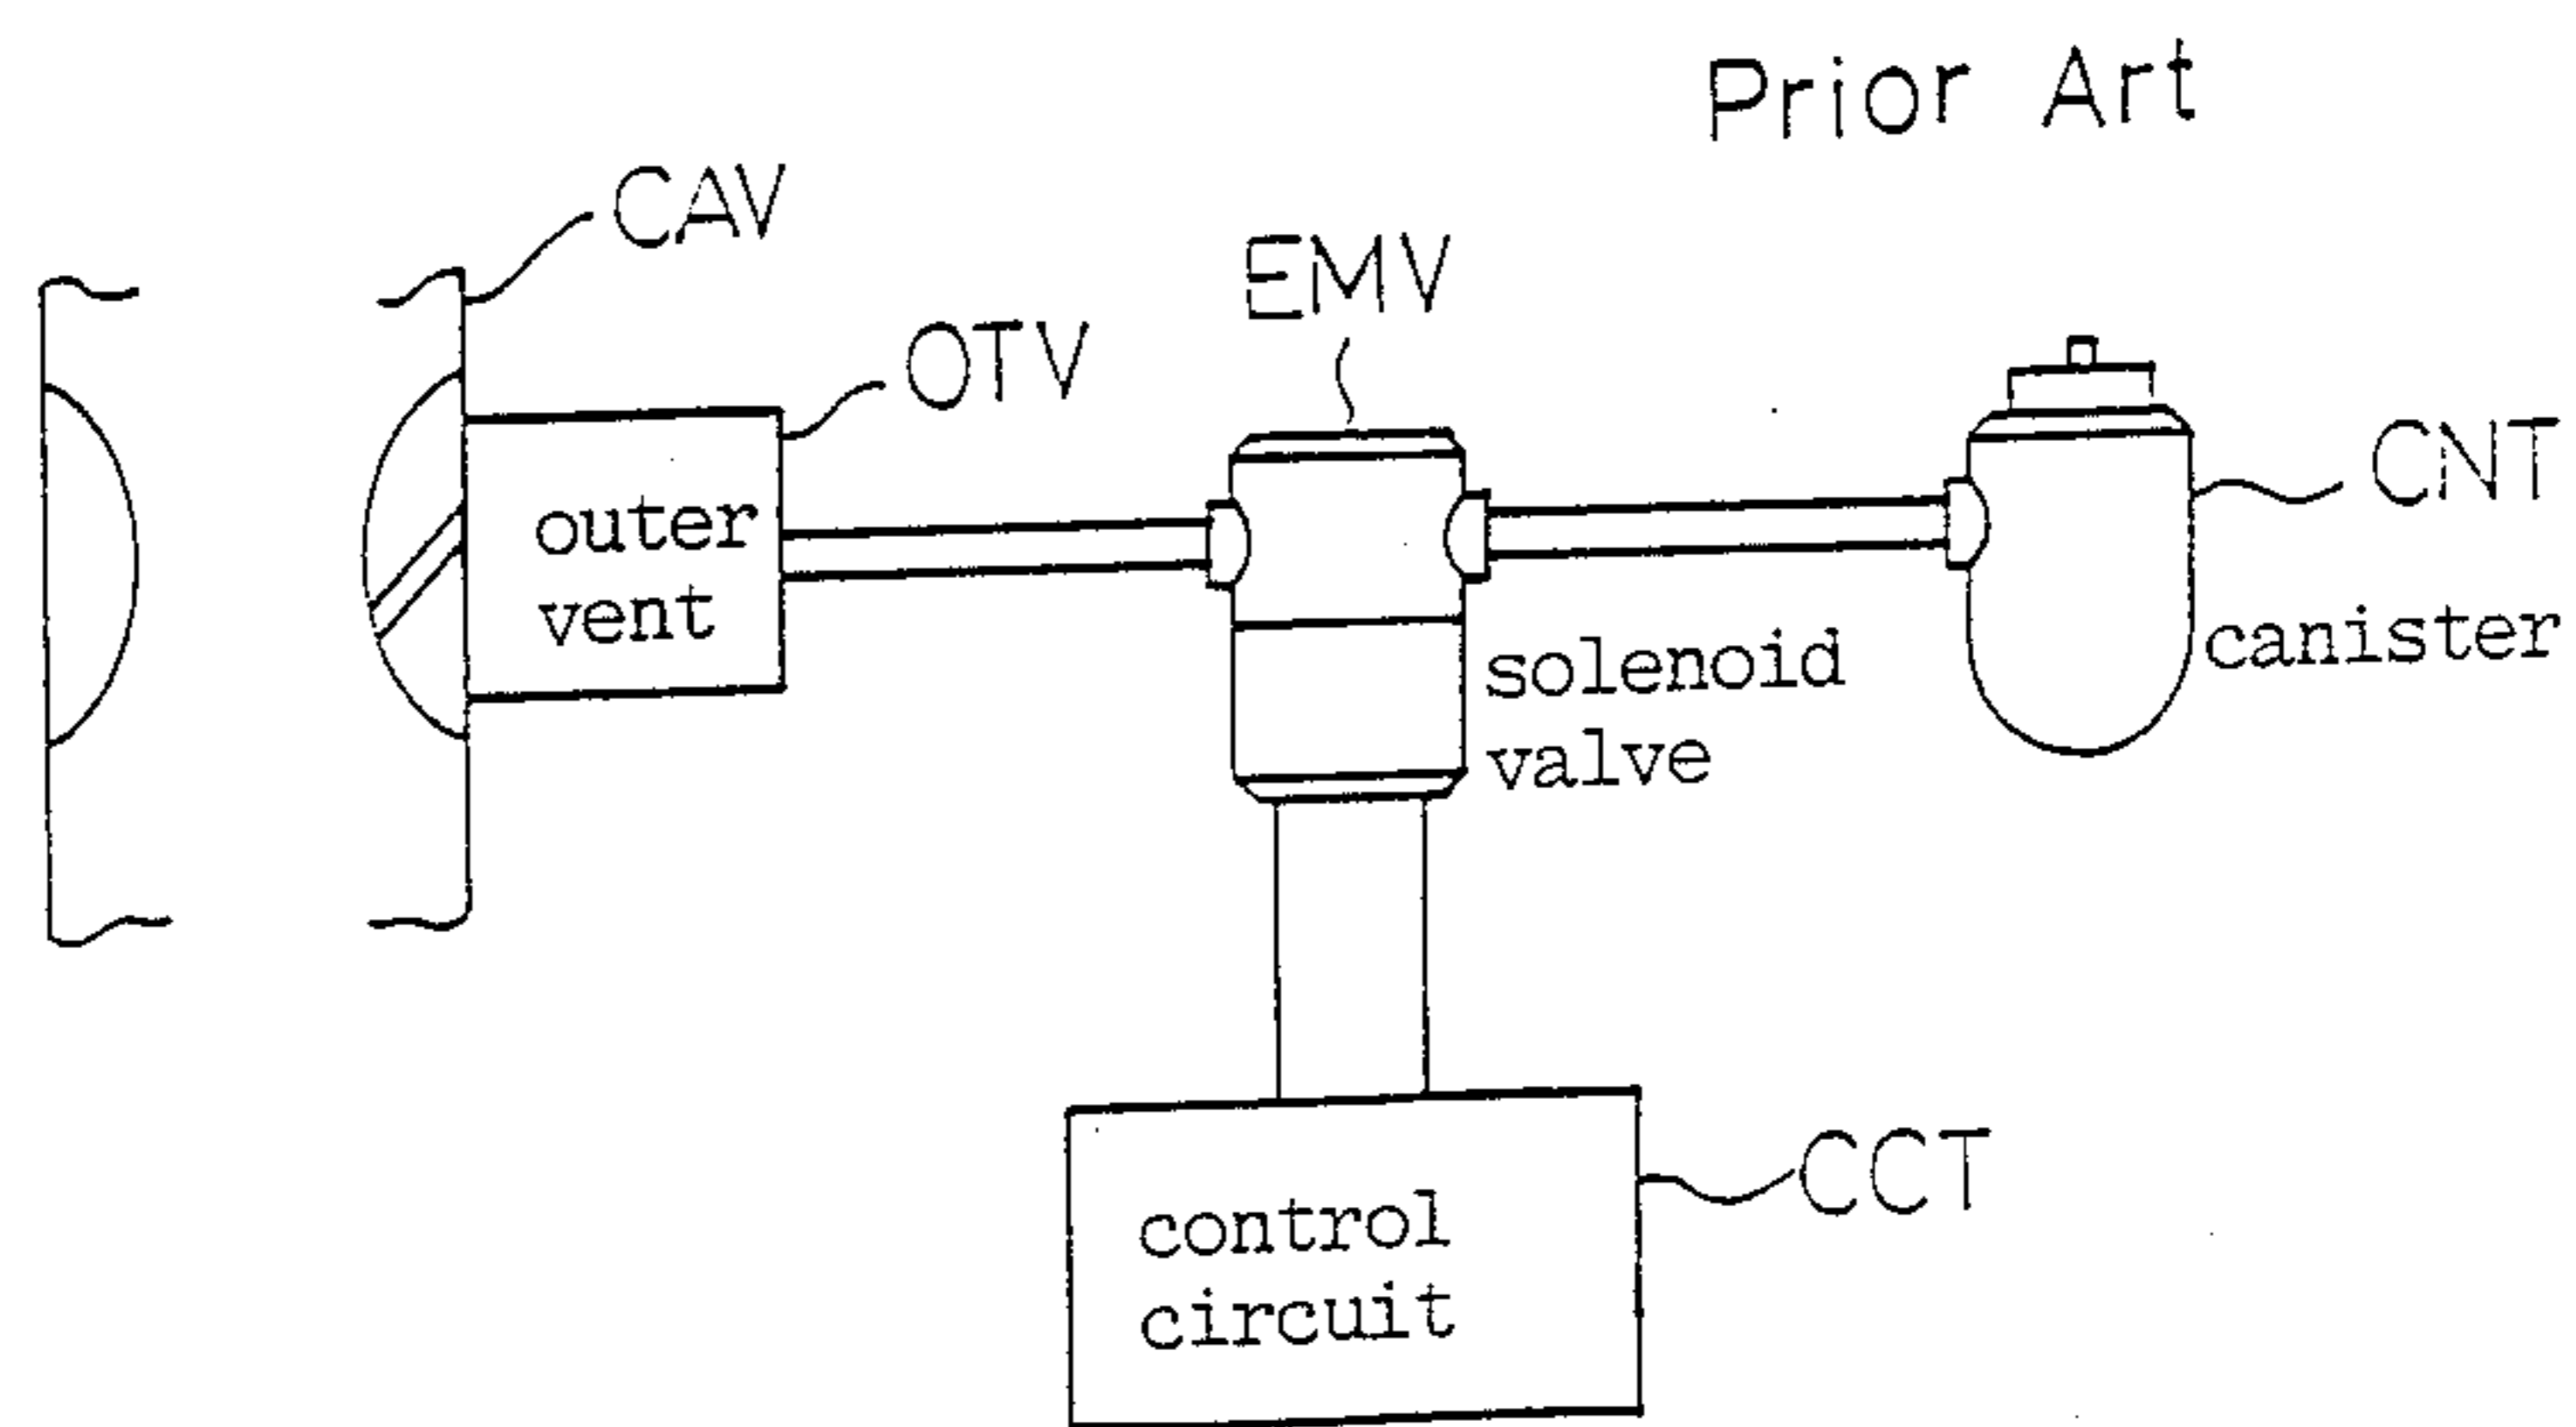 Prior Art
CAV
EMV
OTV
CNT
outer
vent
canister
solenoid
valve
CCT
control
circuit